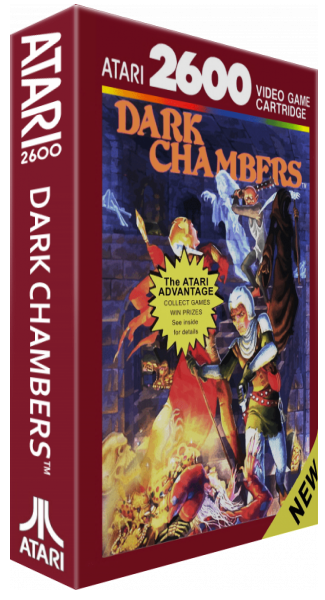 ATARI
2600
DARK CHAMBERS™
ATARI
ATARI 2600 VIDEO GAME
CARTRIDGE
DARK
CHAMBERS™
The ATARI
ADVANTAGE
COLLECT GAMES
WIN PRIZES
See inside
for details
NEW